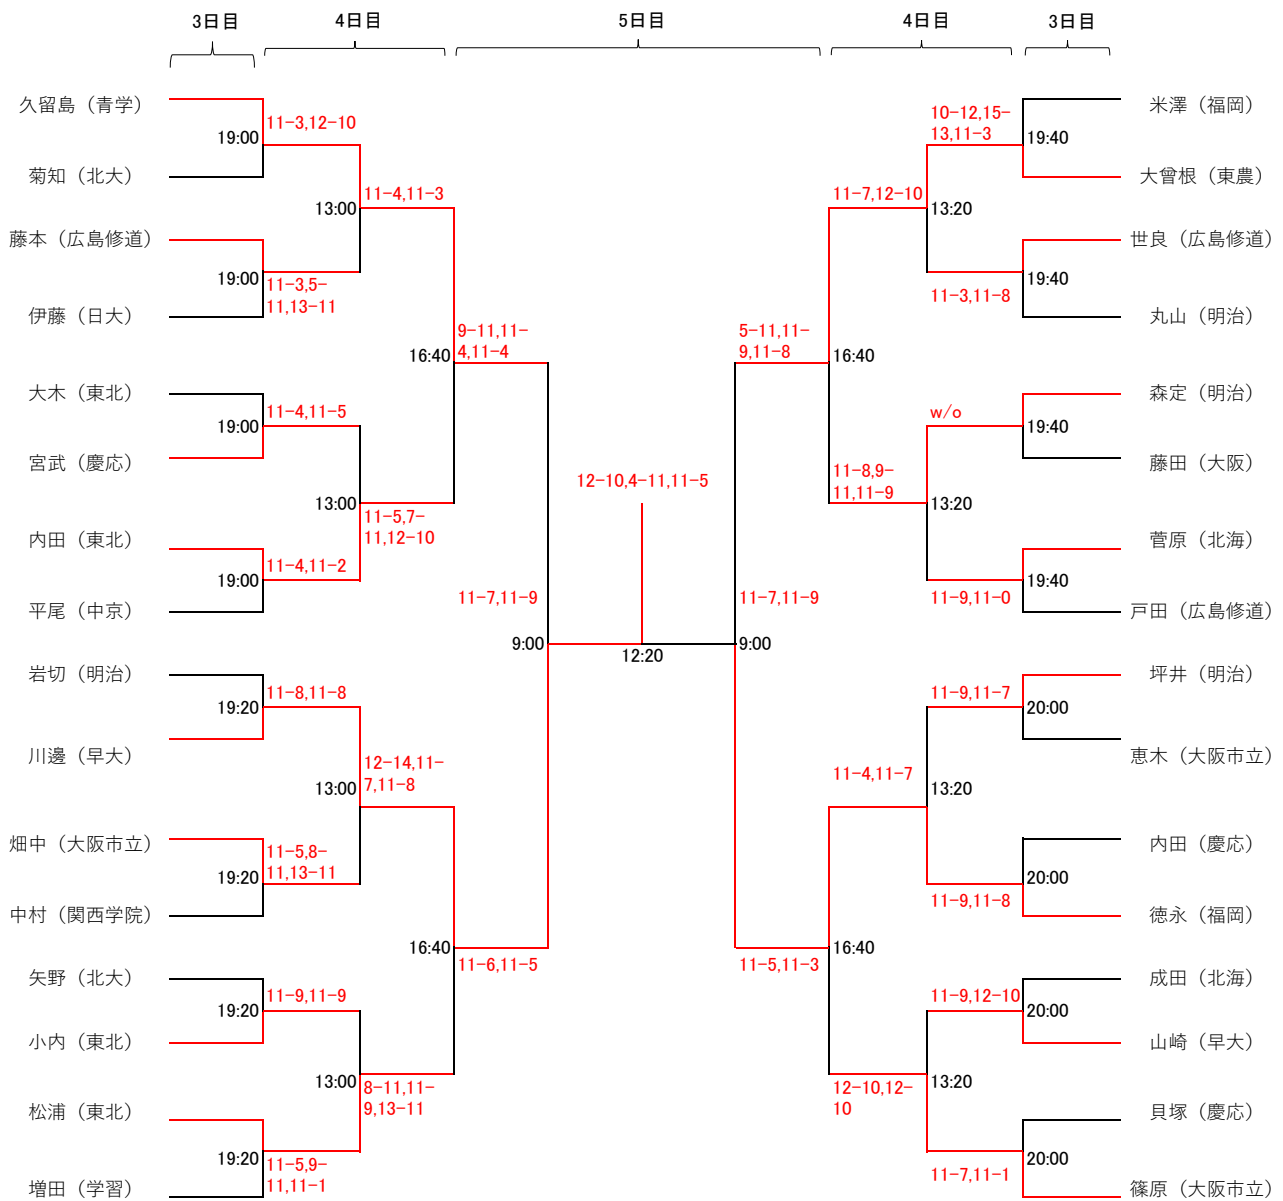 3日目 4日目 5日目 4日目 3日目
久留島（青学）
19:00
11-3,12-10
菊知（北大）
13:00
11-4,11-3
藤本（広島修道）
19:00
11-3,5-
11,13-11
伊藤（日大）
16:40
9-11,11-
4,11-4
大木（東北）
19:00
11-4,11-5
宮武（慶応）
13:00
11-5,7-
11,12-10
内田（東北）
19:00
11-4,11-2
平尾（中京）
11-7,11-9
9:00
岩切（明治）
19:20
11-8,11-8
川邊（早大）
13:00
12-14,11-
7,11-8
畑中（大阪市立）
19:20
11-5,8-
11,13-11
中村（関西学院）
16:40
11-6,11-5
矢野（北大）
19:20
11-9,11-9
小内（東北）
13:00
8-11,11-
9,13-11
松浦（東北）
19:20
11-5,9-
11,11-1
増田（学習）
12-10,4-11,11-5
12:20
米澤（福岡）
10-12,15-
13,11-3
19:40
大曾根（東農）
11-7,12-10
13:20
世良（広島修道）
19:40
11-3,11-8
丸山（明治）
5-11,11-
9,11-8
16:40
森定（明治）
w/o
19:40
藤田（大阪）
11-8,9-
11,11-9
13:20
菅原（北海）
19:40
11-9,11-0
戸田（広島修道）
11-7,11-9
9:00
坪井（明治）
11-9,11-7
20:00
恵木（大阪市立）
11-4,11-7
13:20
内田（慶応）
20:00
11-9,11-8
徳永（福岡）
16:40
11-5,11-3
成田（北海）
11-9,12-10
20:00
山崎（早大）
13:20
12-10,12-
10
貝塚（慶応）
20:00
11-7,11-1
篠原（大阪市立）